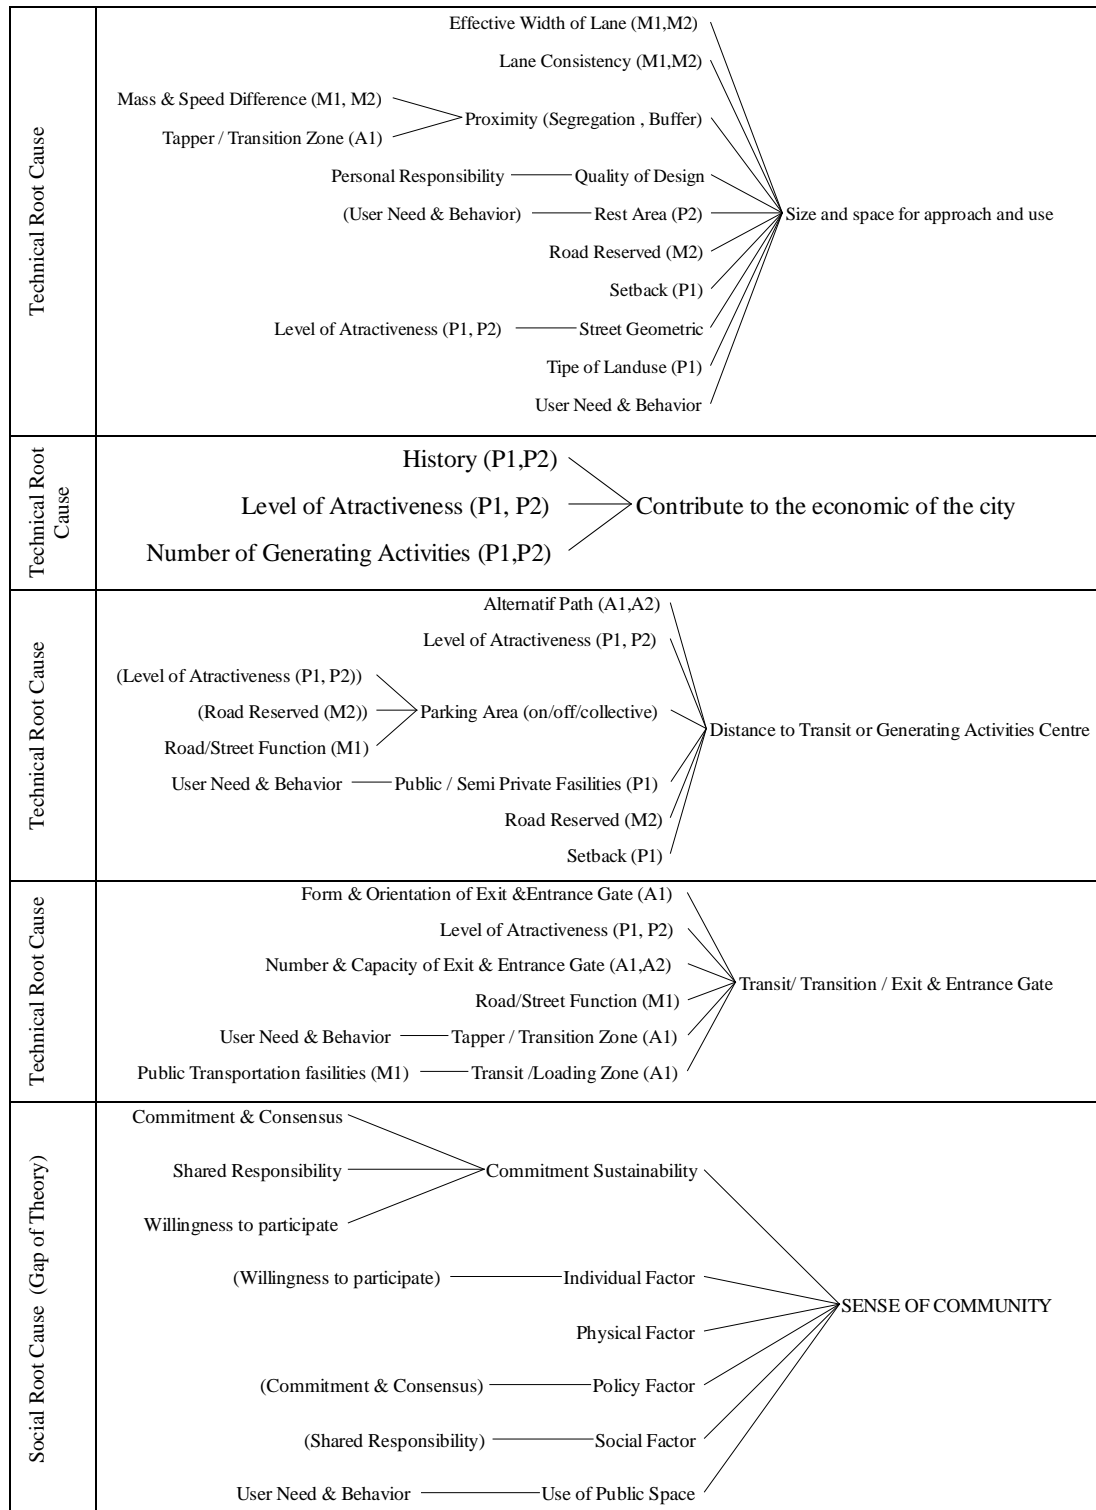 Technical Root Cause
Effective Width of Lane (M1,M2)
Lane Consistency (M1,M2)
Mass & Speed Difference (M1, M2)
Proximity (Segregation , Buffer)
Tapper / Transition Zone (A1)
Personal Responsibility
Quality of Design
(User Need & Behavior)
Rest Area (P2)
Size and space for approach and use
Road Reserved (M2)
Setback (P1)
Level of Atractiveness (P1, P2)
Street Geometric
Tipe of Landuse (P1)
User Need & Behavior
Technical Root
Cause
History (P1,P2)
Level of Atractiveness (P1, P2)
Contribute to the economic of the city
Number of Generating Activities (P1,P2)
Technical Root Cause
Alternatif Path (A1,A2)
Level of Atractiveness (P1, P2)
(Level of Atractiveness (P1, P2))
(Road Reserved (M2))
Parking Area (on/off/collective)
Distance to Transit or Generating Activities Centre
Road/Street Function (M1)
User Need & Behavior
Public / Semi Private Fasilities (P1)
Road Reserved (M2)
Setback (P1)
Technical Root Cause
Form & Orientation of Exit &Entrance Gate (A1)
Level of Atractiveness (P1, P2)
Number & Capacity of Exit & Entrance Gate (A1,A2)
Transit/ Transition / Exit & Entrance Gate
Road/Street Function (M1)
User Need & Behavior
Tapper / Transition Zone (A1)
Public Transportation fasilities (M1)
Transit /Loading Zone (A1)
Social Root Cause (Gap of Theory)
Commitment & Consensus
Shared Responsibility
Commitment Sustainability
Willingness to participate
(Willingness to participate)
Individual Factor
SENSE OF COMMUNITY
Physical Factor
(Commitment & Consensus)
Policy Factor
(Shared Responsibility)
Social Factor
User Need & Behavior
Use of Public Space